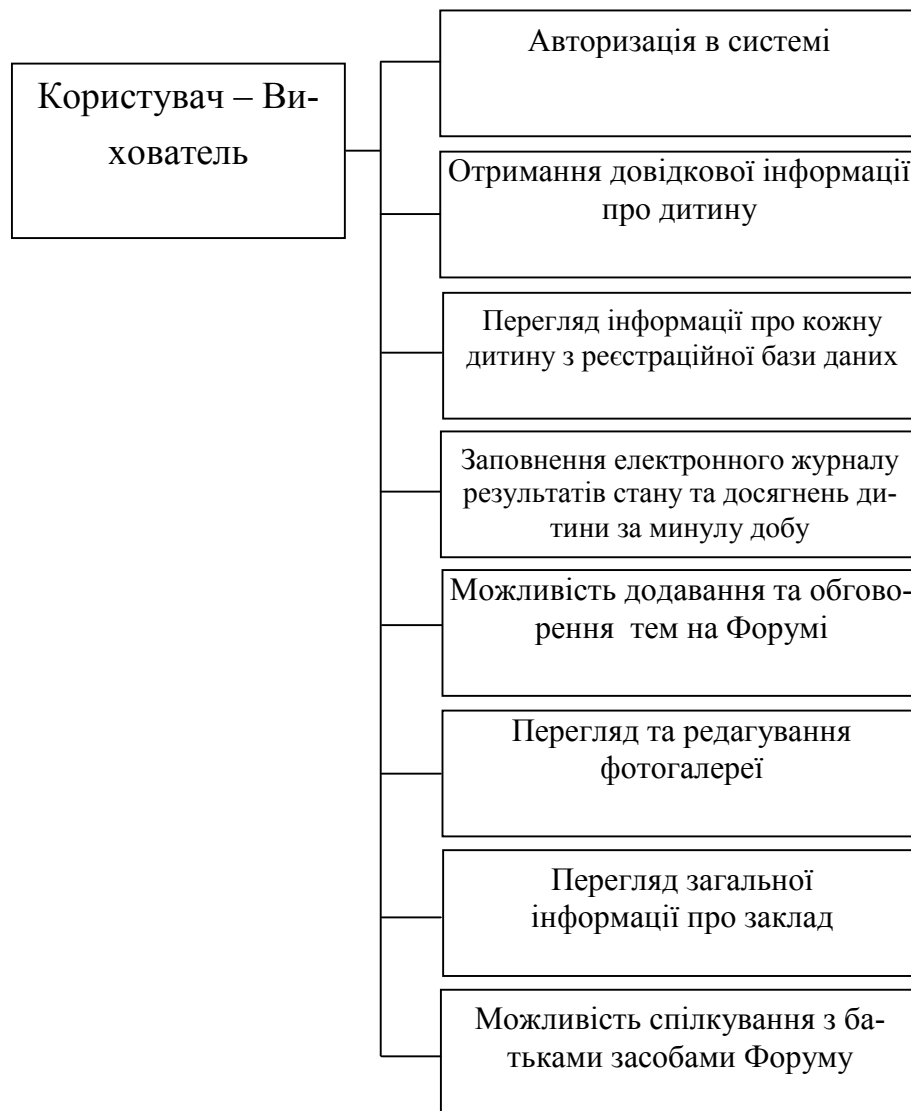 Користувач – Ви-
хователь
Авторизація в системі
Отримання довідкової інформації
про дитину
Перегляд інформації про кожну
дитину з реєстраційної бази даних
Заповнення електронного журналу
результатів стану та досягнень ди-
тини за минулу добу
Можливість додавання та обгово-
рення  тем на Форумі
Перегляд та редагування
фотогалереї
Перегляд загальної
інформації про заклад
Можливість спілкування з ба-
тьками засобами Форуму